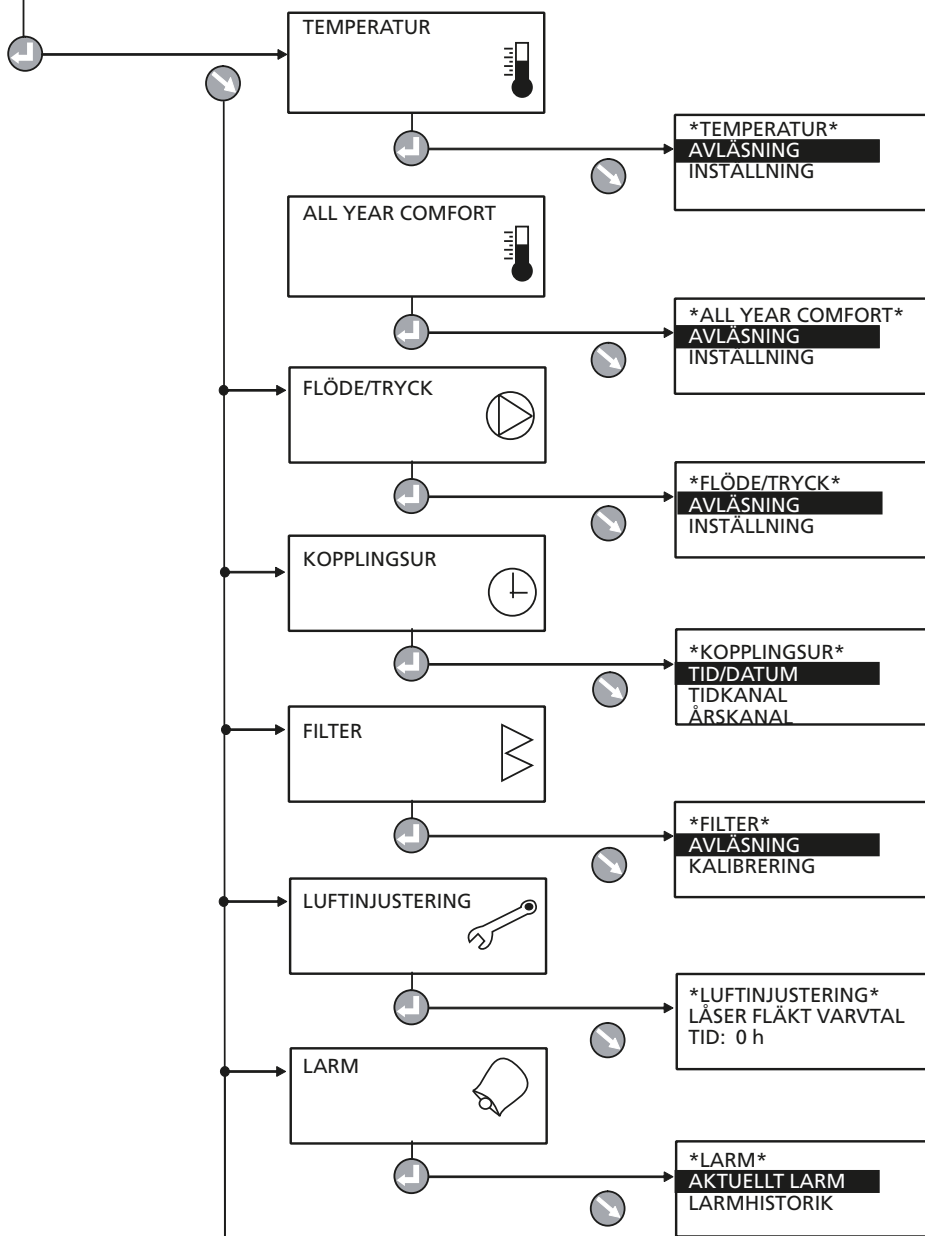 TEMPERATUR
*TEMPERATUR*
AVLÄSNING
INSTÄLLNING
ALL YEAR COMFORT
*ALL YEAR COMFORT*
AVLÄSNING
INSTÄLLNING
FLÖDE/TRYCK
*FLÖDE/TRYCK*
AVLÄSNING
INSTÄLLNING
KOPPLINGSUR
*KOPPLINGSUR*
TID/DATUM
TIDKANAL
ÅRSKANAL
FILTER
*FILTER*
AVLÄSNING
KALIBRERING
LUFTINJUSTERING
*LUFTINJUSTERING*
LÅSER FLÄKT VARVTAL
TID: 0 h
LARM
*LARM*
AKTUELLT LARM
LARMHISTORIK